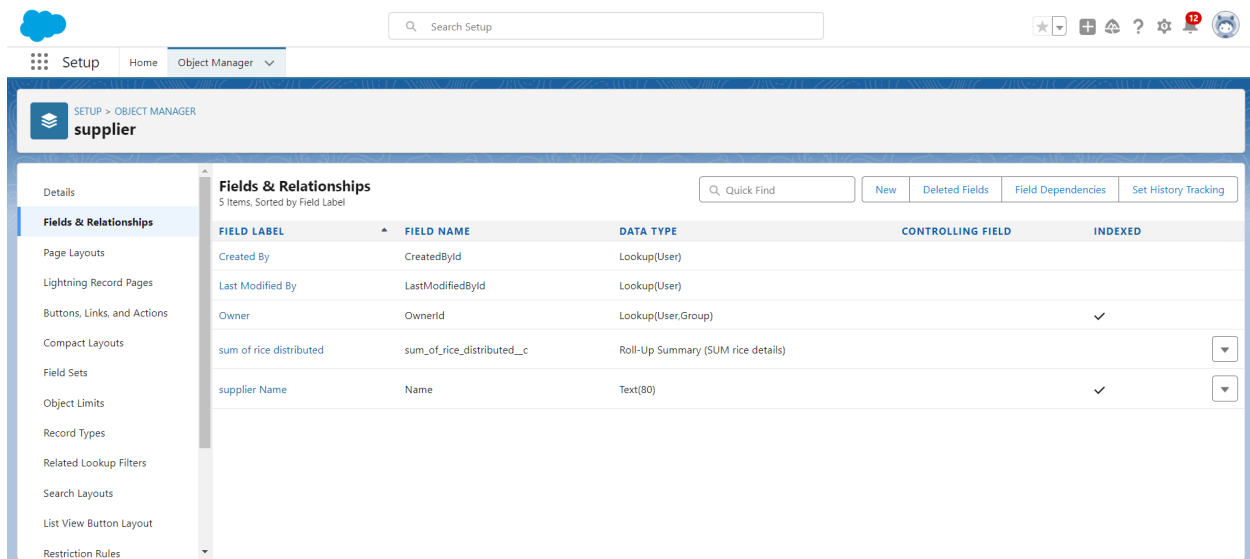 Search Setup
12
Setup
Home
Object Manager
SETUP > OBJECT MANAGER
supplier
Details
Fields & Relationships
Page Layouts
Lightning Record Pages
Buttons, Links, and Actions
Compact Layouts
Field Sets
Object Limits
Record Types
Related Lookup Filters
Search Layouts
List View Button Layout
Restriction Rules
Fields & Relationships
5 Items, Sorted by Field Label
Quick Find
New
Deleted Fields
Field Dependencies
Set History Tracking
FIELD LABEL FIELD NAME DATA TYPE CONTROLLING FIELD INDEXED
Created By CreatedById Lookup(User)
Last Modified By LastModifiedById Lookup(User)
Owner OwnerId Lookup(User,Group)
sum of rice distributed sum_of_rice_distributed__c Roll-Up Summary (SUM rice details)
supplier Name Name Text(80)